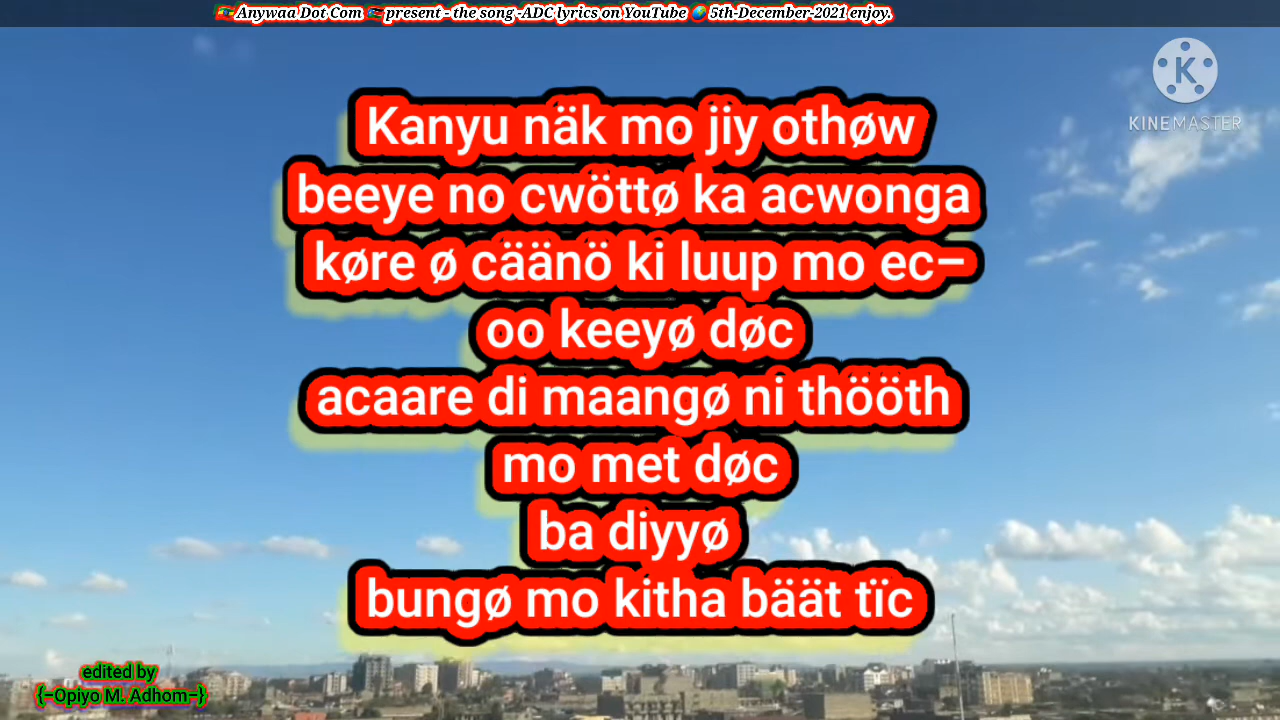 Anywaa Dot Com present - the song -ADC lyrics on YouTube 5th-December-2021 enjoy.
KINEMASTER
Kanyu näk mo jiy othøw
beeye no cwöttø ka acwonga
køre ø cäänö ki luup mo ec–
oo keeyø døc
acaare di maangø ni thööth
mo met døc
ba diyyø
bungø mo kitha bäät tïc
edited by
{-Opiyo M. Adhom-}